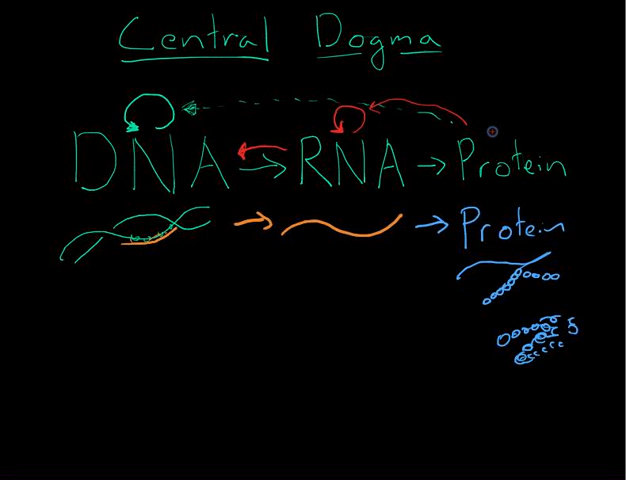 Central Dogma
DNA → RNA → Protein
Protein